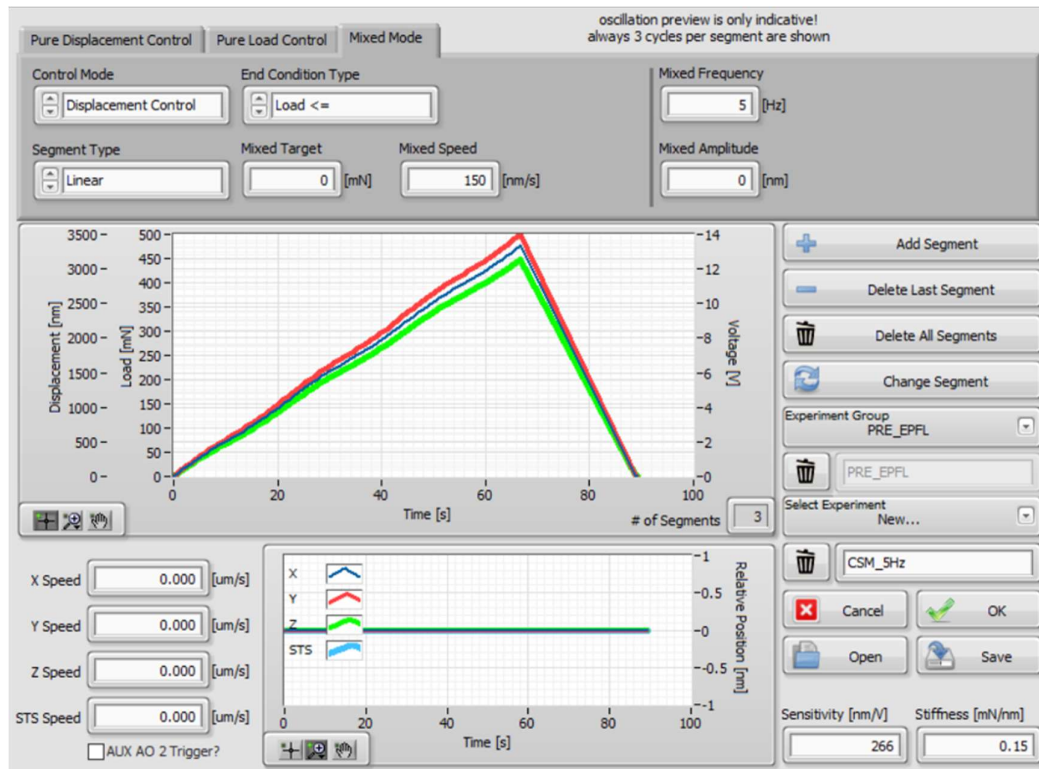 oscillation preview is only indicative!
always 3 cycles per segment are shown
Pure Displacement Control
Pure Load Control
Mixed Mode
Control Mode
End Condition Type
Mixed Frequency
Displacement Control
Load <=
5 [Hz]
Segment Type
Mixed Target
Mixed Speed
Mixed Amplitude
Linear
0 [mN]
150 [nm/s]
0 [nm]
3500
3000
2500
2000
1500
1000
500
0
Displacement [nm]
500
450
400
350
300
250
200
150
100
50
0
Load [mN]
14
12
10
8
6
4
2
0
Voltage [V]
0 20 40 60 80 100
Time [s]
# of Segments 3
Add Segment
Delete Last Segment
Delete All Segments
Change Segment
Experiment Group
PRE_EPFL
PRE_EPFL
Select Experiment
New...
CSM_5Hz
Cancel
OK
Open
Save
X Speed 0.000 [um/s]
Y Speed 0.000 [um/s]
Z Speed 0.000 [um/s]
STS Speed 0.000 [um/s]
AUX AO 2 Trigger?
X
Y
Z
STS
1
0.5
0
-0.5
-1
Relative Position [nm]
0 20 40 60 80 100
Time [s]
Sensitivity [nm/V]
Stiffness [mN/nm]
266
0.15